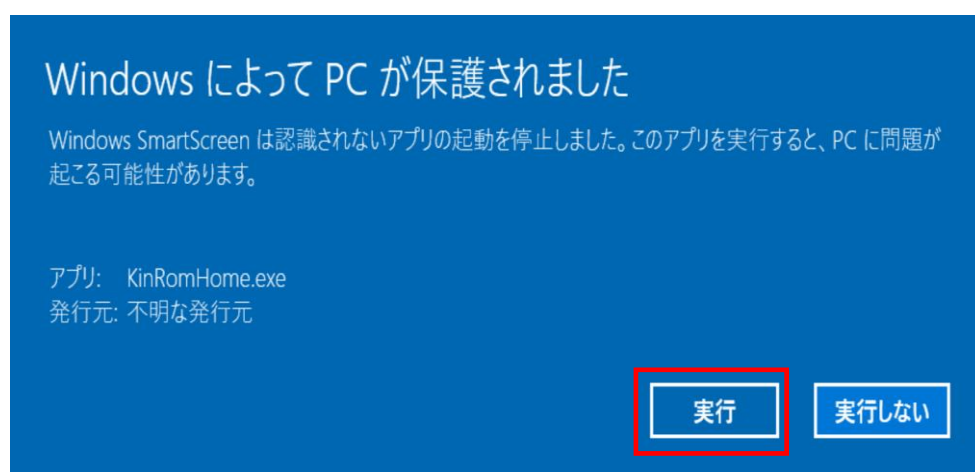 Windows によって PC が保護されました
Windows SmartScreen は認識されないアプリの起動を停止しました。このアプリを実行すると、PC に問題が
起こる可能性があります。
アプリ: KinRomHome.exe
発行元: 不明な発行元
実行 実行しない